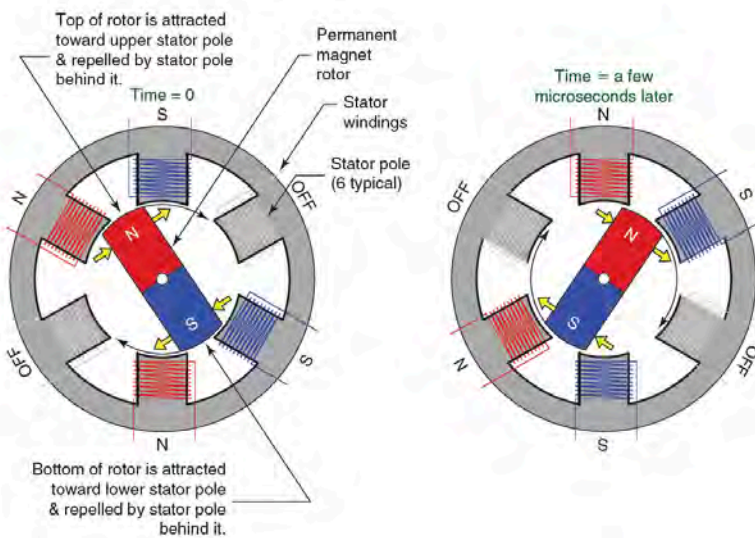 Top of rotor is attracted
toward upper stator pole
& repelled by stator pole
behind it.
Time = 0
S
Permanent
magnet
rotor
Stator
windings
Stator pole
(6 typical)
OFF
N
N
S
OFF
S
N
Bottom of rotor is attracted
toward lower stator pole
& repelled by stator pole
behind it.
Time = a few
microseconds later
N
OFF
S
N
S
N
OFF
S